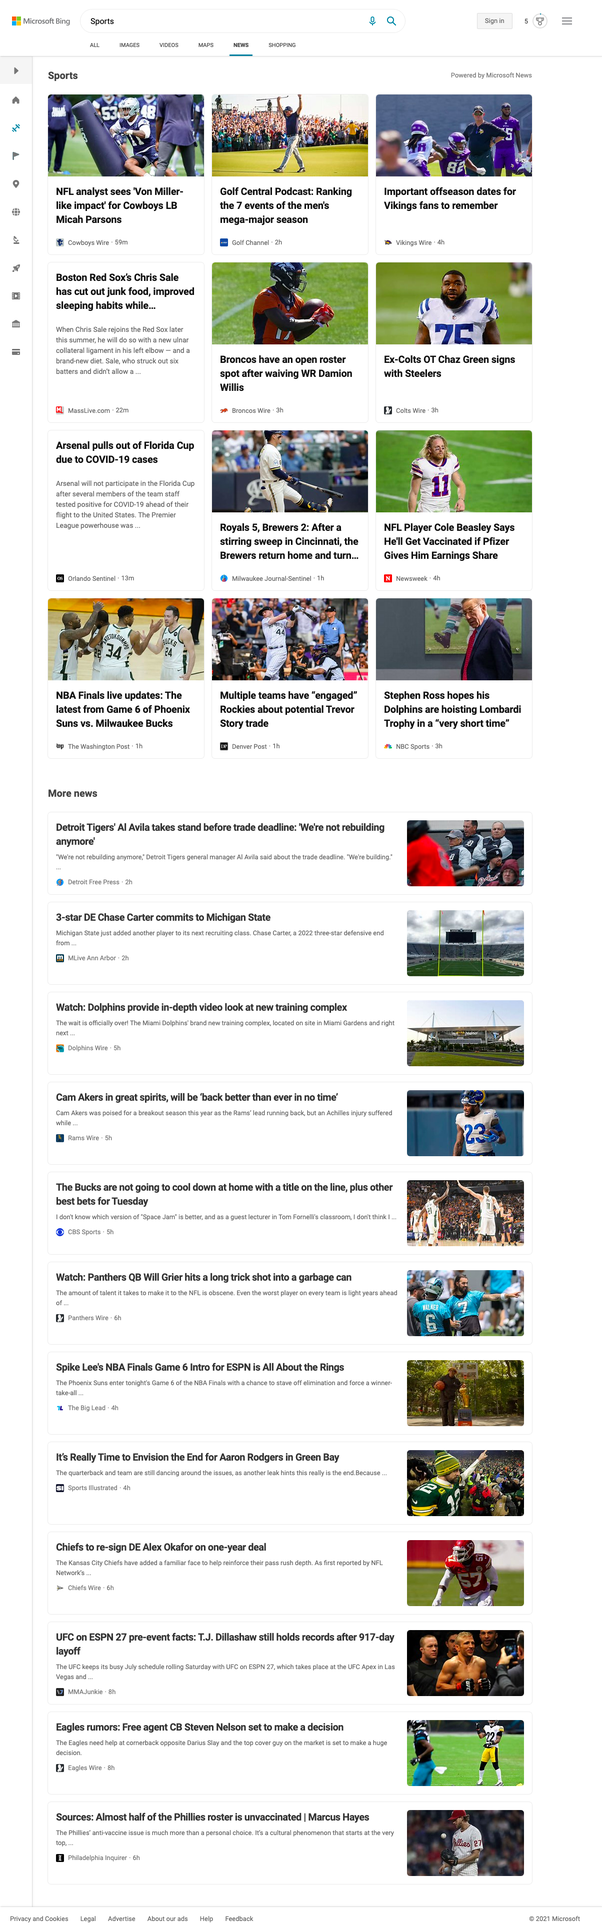 Microsoft Bing
Sports
Sign in
5
ALL
IMAGES
VIDEOS
MAPS
NEWS
SHOPPING
Sports
Powered by Microsoft News
NFL analyst sees 'Von Miller-
like impact' for Cowboys LB
Micah Parsons
Cowboys Wire · 59m
Golf Central Podcast: Ranking
the 7 events of the men's
mega-major season
Golf Channel · 2h
Important offseason dates for
Vikings fans to remember
Vikings Wire · 4h
Boston Red Sox's Chris Sale
has cut out junk food, improved
sleeping habits while...
When Chris Sale rejoins the Red Sox later
this summer, he will do so with a new ulnar
collateral ligament in his left elbow — and a
brand-new diet. Sale, who struck out six
batters and didn't allow a ...
MassLive.com · 22m
Broncos have an open roster
spot after waiving WR Damion
Willis
Broncos Wire · 3h
75
Ex-Colts OT Chaz Green signs
with Steelers
Colts Wire · 3h
Arsenal pulls out of Florida Cup
due to COVID-19 cases
Arsenal will not participate in the Florida Cup
after several members of the team staff
tested positive for COVID-19 ahead of their
flight to the United States. The Premier
League powerhouse was ...
Orlando Sentinel · 13m
Royals 5, Brewers 2: After a
stirring sweep in Cincinnati, the
Brewers return home and turn...
Milwaukee Journal-Sentinel · 1h
11
NFL Player Cole Beasley Says
He'll Get Vaccinated if Pfizer
Gives Him Earnings Share
Newsweek · 4h
34
24
NBA Finals live updates: The
latest from Game 6 of Phoenix
Suns vs. Milwaukee Bucks
The Washington Post · 1h
44
Multiple teams have “engaged”
Rockies about potential Trevor
Story trade
Denver Post · 1h
Stephen Ross hopes his
Dolphins are hoisting Lombardi
Trophy in a “very short time”
NBC Sports · 3h
More news
Detroit Tigers' Al Avila takes stand before trade deadline: 'We're not rebuilding
anymore'
"We're not rebuilding anymore," Detroit Tigers general manager Al Avila said about the trade deadline. "We're building."
...
Detroit Free Press · 2h
3-star DE Chase Carter commits to Michigan State
Michigan State just added another player to its next recruiting class. Chase Carter, a 2022 three-star defensive end
from ...
MLive Ann Arbor · 2h
Watch: Dolphins provide in-depth video look at new training complex
The wait is officially over! The Miami Dolphins' brand new training complex, located on site in Miami Gardens and right
next ...
Dolphins Wire · 5h
Cam Akers in great spirits, will be ‘back better than ever in no time’
Cam Akers was poised for a breakout season this year as the Rams' lead running back, but an Achilles injury suffered
while ...
Rams Wire · 5h
23
The Bucks are not going to cool down at home with a title on the line, plus other
best bets for Tuesday
I don't know which version of "Space Jam" is better, and as a guest lecturer in Tom Fornelli's classroom, I don't think I ...
CBS Sports · 5h
Watch: Panthers QB Will Grier hits a long trick shot into a garbage can
The amount of talent it takes to make it to the NFL is obscene. Even the worst player on every team is light years ahead
of ...
Panthers Wire · 6h
WALKER
6
7
Spike Lee's NBA Finals Game 6 Intro for ESPN is All About the Rings
The Phoenix Suns enter tonight's Game 6 of the NBA Finals with a chance to stave off elimination and force a winner-
take-all ...
The Big Lead · 4h
It's Really Time to Envision the End for Aaron Rodgers in Green Bay
The quarterback and team are still dancing around the issues, as another leak hints this really is the end.Because ...
Sports Illustrated · 4h
12
Chiefs to re-sign DE Alex Okafor on one-year deal
The Kansas City Chiefs have added a familiar face to help reinforce their pass rush depth. As first reported by NFL
Network's ...
Chiefs Wire · 6h
57
UFC on ESPN 27 pre-event facts: T.J. Dillashaw still holds records after 917-day
layoff
The UFC keeps its busy July schedule rolling Saturday with UFC on ESPN 27, which takes place at the UFC Apex in Las
Vegas and ...
MMAJunkie · 8h
Eagles rumors: Free agent CB Steven Nelson set to make a decision
The Eagles need help at cornerback opposite Darius Slay and the top cover guy on the market is set to make a huge
decision.
Eagles Wire · 8h
22
Sources: Almost half of the Phillies roster is unvaccinated | Marcus Hayes
The Phillies' anti-vaccine issue is much more than a personal choice. It's a cultural phenomenon that starts at the very
top, ...
Philadelphia Inquirer · 6h
Phillies
27
Privacy and Cookies
Legal
Advertise
About our ads
Help
Feedback
© 2021 Microsoft